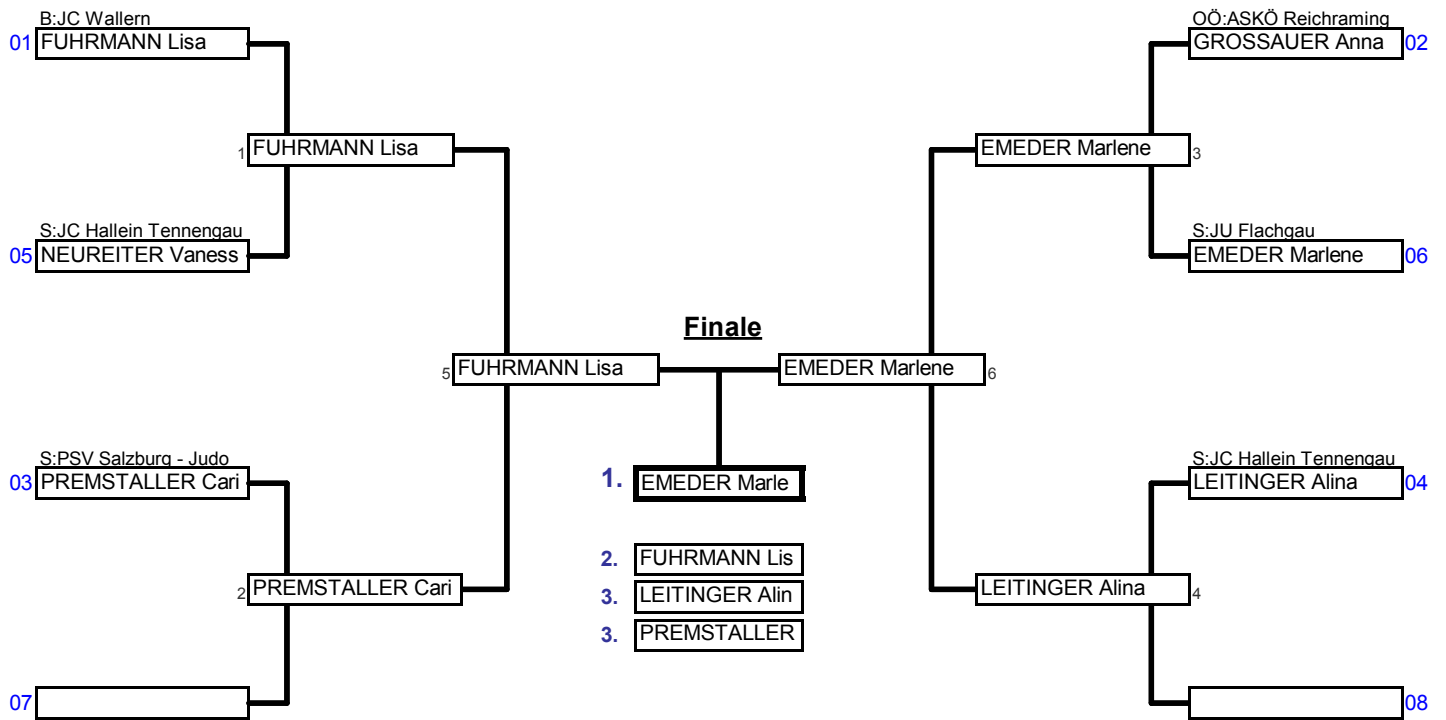 B:JC Wallern
01 FUHRMANN Lisa
OÖ:ASKÖ Reichraming
GROSSAUER Anna 02
1 FUHRMANN Lisa
EMEDER Marlene 3
S:JC Hallein Tennengau
05 NEUREITER Vaness
S:JU Flachgau
EMEDER Marlene 06
Finale
5 FUHRMANN Lisa
EMEDER Marlene 6
S:PSV Salzburg - Judo
03 PREMSTALLER Cari
1. EMEDER Marle
S:JC Hallein Tennengau
LEITINGER Alina 04
2. FUHRMANN Lis
2 PREMSTALLER Cari
3. LEITINGER Alin
LEITINGER Alina 4
3. PREMSTALLER
07
08